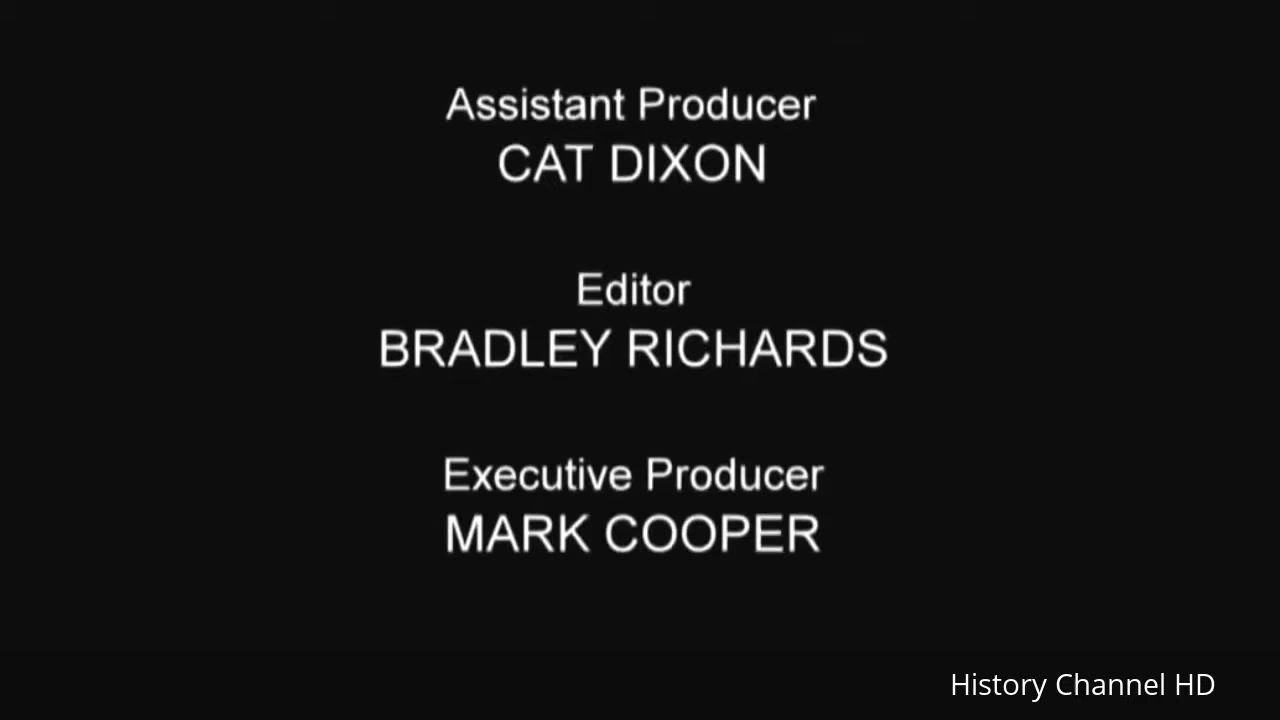 Assistant Producer
CAT DIXON
Editor
BRADLEY RICHARDS
Executive Producer
MARK COOPER
History Channel HD